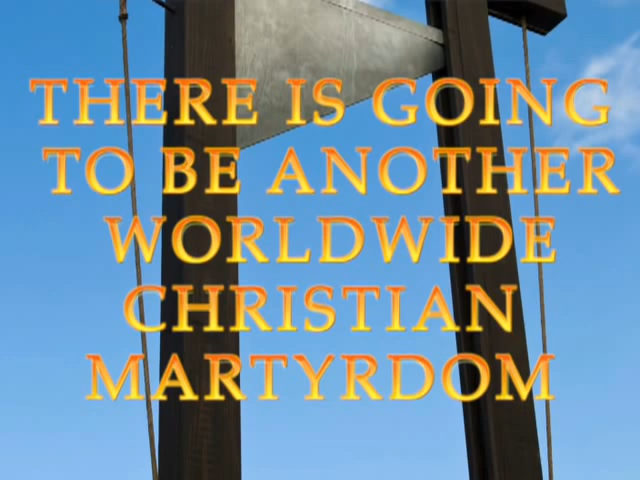 THERE IS GOING
TO BE ANOTHER
WORLDWIDE
CHRISTIAN
MARTYRDOM